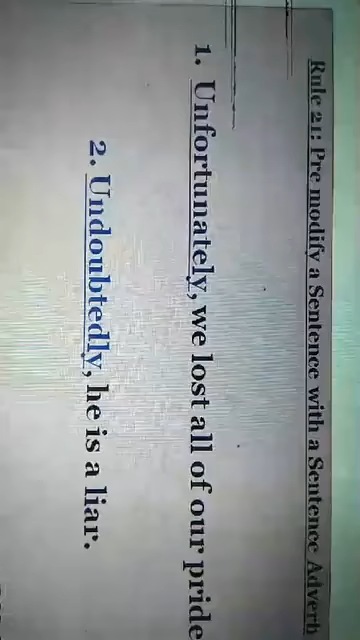 Rule 21: Pre modify a Sentence with a Sentence Adverb
1. Unfortunately, we lost all of our pride
2. Undoubtedly, he is a liar.